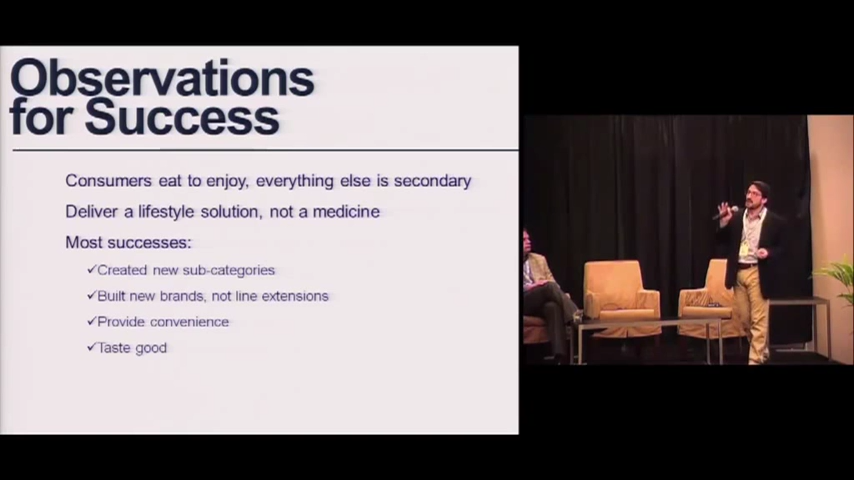 Observations
for Success
Consumers eat to enjoy, everything else is secondary
Deliver a lifestyle solution, not a medicine
Most successes:
✓Created new sub-categories
✓Built new brands, not line extensions
✓Provide convenience
✓Taste good